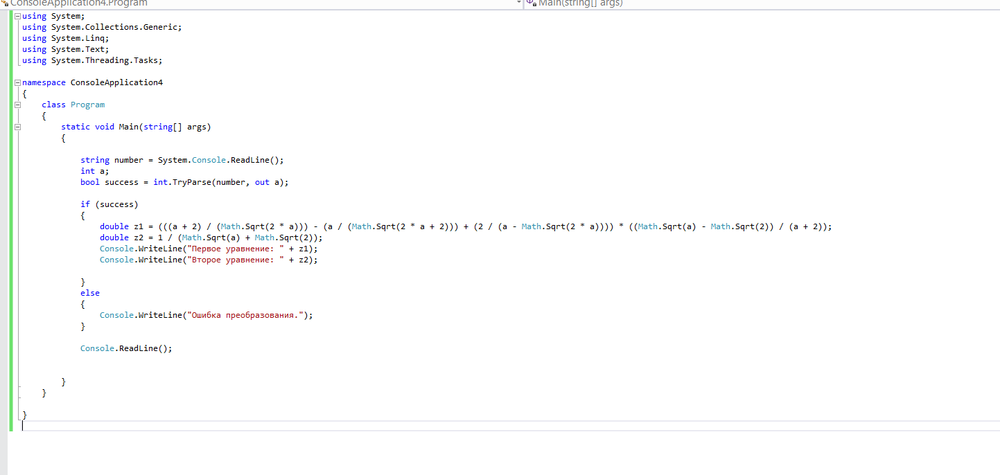 ConsoleApplication4.Program
Main(string[] args)
using System;
using System.Collections.Generic;
using System.Linq;
using System.Text;
using System.Threading.Tasks;
namespace ConsoleApplication4
{
class Program
{
static void Main(string[] args)
{
string number = System.Console.ReadLine();
int a;
bool success = int.TryParse(number, out a);
if (success)
{
double z1 = (((a + 2) / (Math.Sqrt(2 * a))) - (a / (Math.Sqrt(2 * a + 2))) + (2 / (a - Math.Sqrt(2 * a)))) * ((Math.Sqrt(a) - Math.Sqrt(2)) / (a + 2));
double z2 = 1 / (Math.Sqrt(a) + Math.Sqrt(2));
Console.WriteLine("Первое уравнение: " + z1);
Console.WriteLine("Второе уравнение: " + z2);
}
else
{
Console.WriteLine("Ошибка преобразования.");
}
Console.ReadLine();
}
}
}